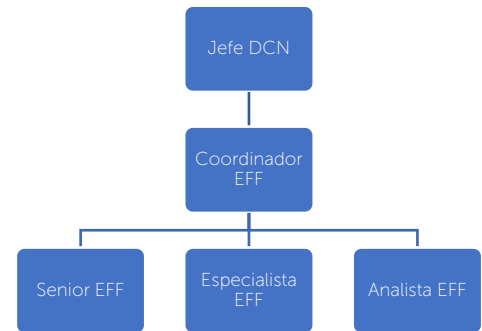 Jefe DCN
Coordinador
EFF
Senior EFF
Especialista
EFF
Analista EFF